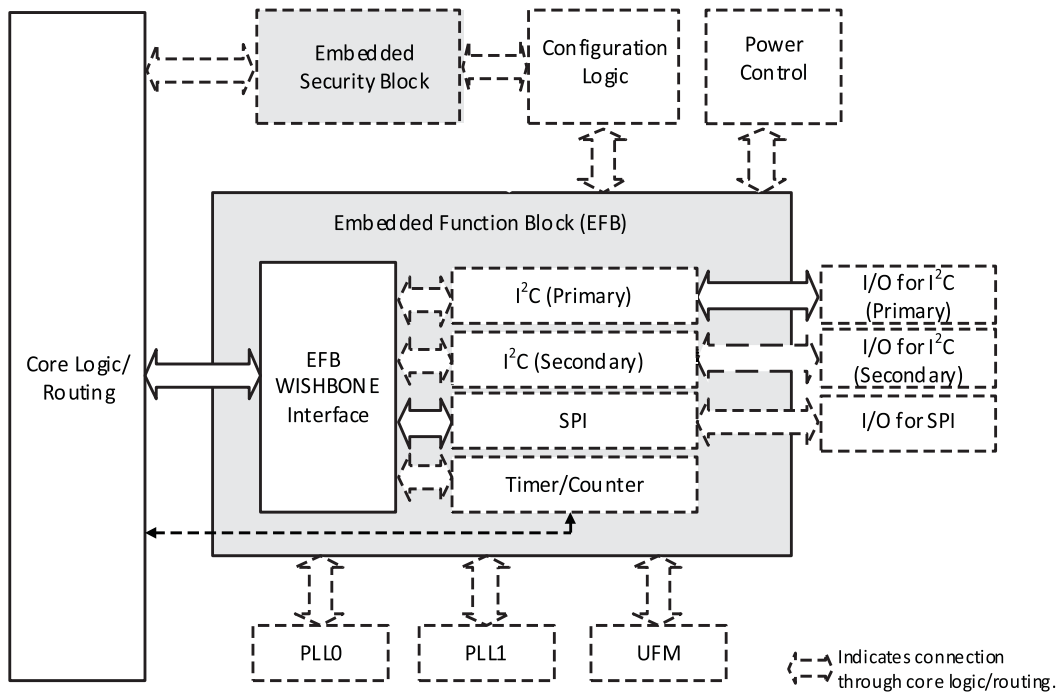 Embedded
Security Block
Configuration
Logic
Power
Control
Embedded Function Block (EFB)
Core Logic/
Routing
EFB
WISHBONE
Interface
I²C (Primary)
I²C (Secondary)
SPI
Timer/Counter
I/O for I²C
(Primary)
I/O for I²C
(Secondary)
I/O for SPI
PLL0
PLL1
UFM
Indicates connection
through core logic/routing.